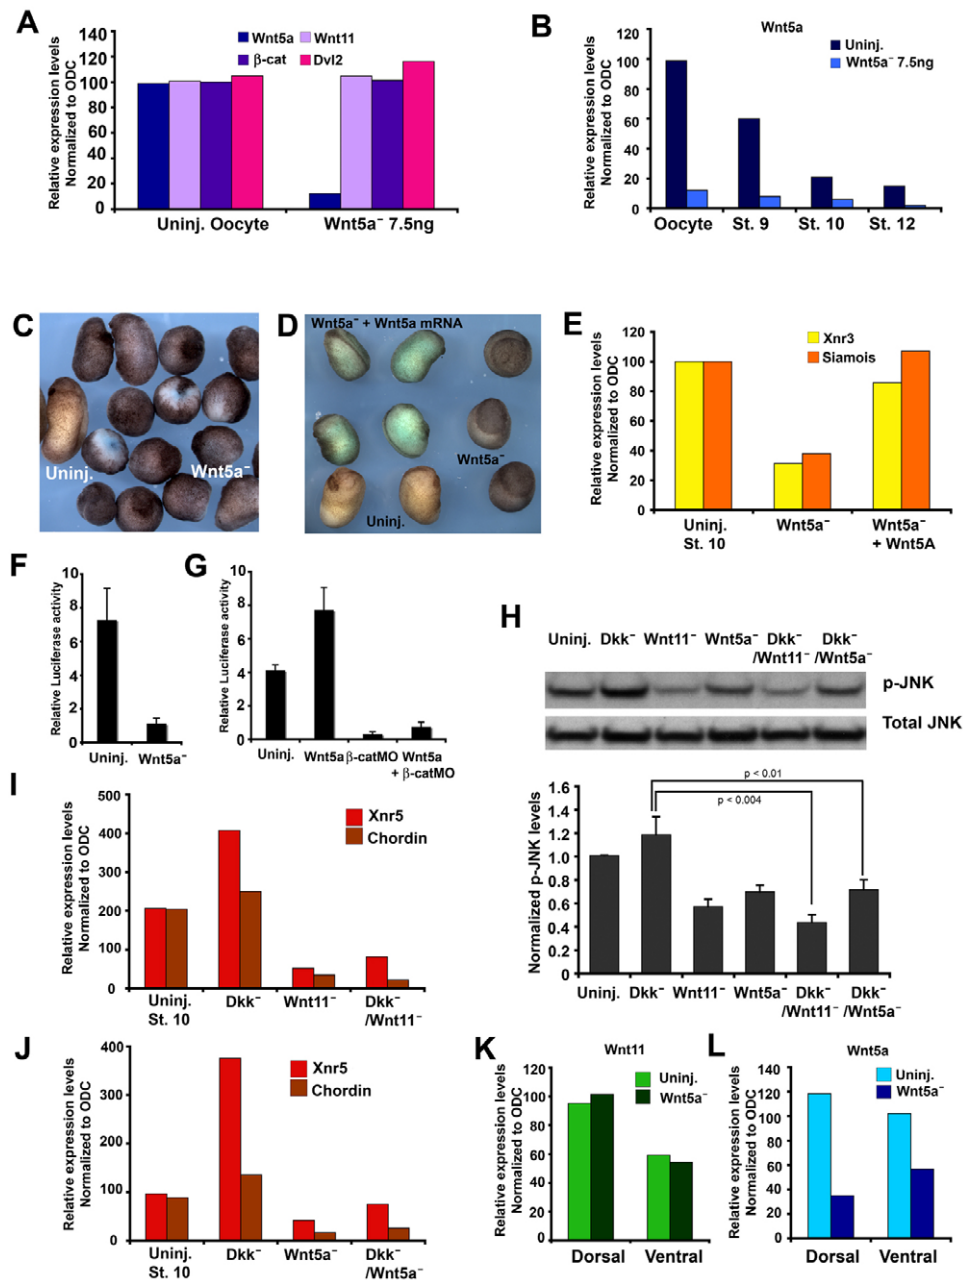 A
Relative expression levels
Normalized to ODC
140
120
100
80
60
40
20
0
Wnt5a
Wnt11
β-cat
Dvl2
Uninj. Oocyte
Wnt5a⁻ 7.5ng
B
Wnt5a
Relative expression levels
Normalized to ODC
120
100
80
60
40
20
0
Uninj.
Wnt5a⁻ 7.5ng
Oocyte
St. 9
St. 10
St. 12
C
Uninj.
Wnt5a⁻
D
Wnt5a⁻ + Wnt5a mRNA
Wnt5a⁻
Uninj.
E
Relative expression levels
Normalized to ODC
120
100
80
60
40
20
0
Xnr3
Siamois
Uninj.
St. 10
Wnt5a⁻
Wnt5a⁻
+ Wnt5A
F
Relative Luciferase activity
10
8
6
4
2
0
Uninj.
Wnt5a⁻
G
Relative Luciferase activity
10
8
6
4
2
0
Uninj.
Wnt5a
β-catMO
Wnt5a
+ β-catMO
H
Uninj.
Dkk⁻
Wnt11⁻
Wnt5a⁻
Dkk⁻
/Wnt11⁻
Dkk⁻
/Wnt5a⁻
p-JNK
Total JNK
Normalized p-JNK levels
1.6
1.4
1.2
1.0
0.8
0.6
0.4
0.2
0
p < 0.01
p < 0.004
Uninj.
Dkk⁻
Wnt11⁻
Wnt5a⁻
Dkk⁻
/Wnt11⁻
Dkk⁻
/Wnt5a⁻
I
Relative expression levels
Normalized to ODC
500
400
300
200
100
0
Xnr5
Chordin
Uninj.
St. 10
Dkk⁻
Wnt11⁻
Dkk⁻
/Wnt11⁻
J
Relative expression levels
Normalized to ODC
400
300
200
100
0
Xnr5
Chordin
Uninj.
St. 10
Dkk⁻
Wnt5a⁻
Dkk⁻
/Wnt5a⁻
K
Wnt11
Relative expression levels
Normalized to ODC
120
100
80
60
40
20
0
Uninj.
Wnt5a⁻
Dorsal
Ventral
L
Wnt5a
Relative expression levels
Normalized to ODC
140
120
100
80
60
40
20
0
Uninj.
Wnt5a⁻
Dorsal
Ventral